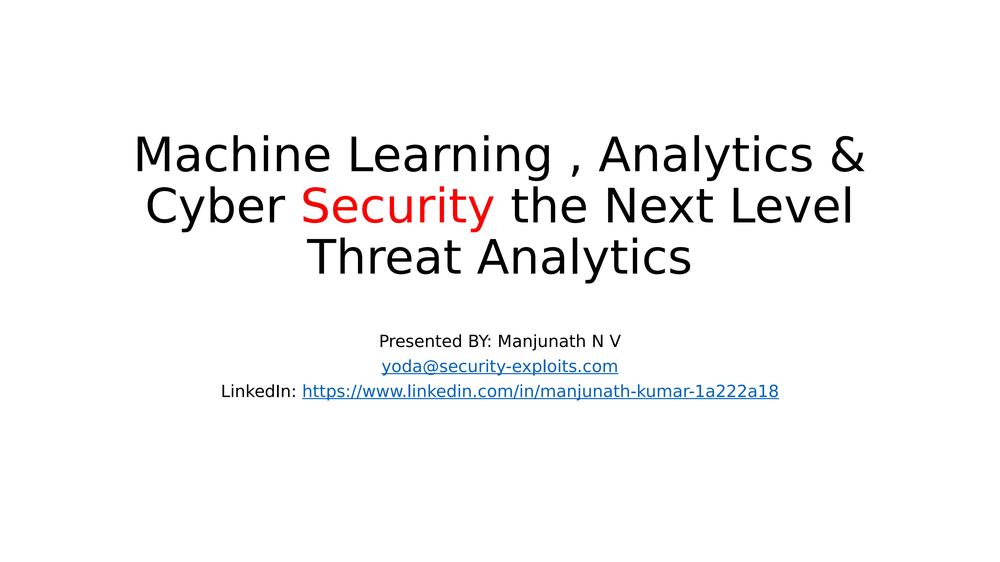 Machine Learning , Analytics &
Cyber Security the Next Level
Threat Analytics
Presented BY: Manjunath N V
yoda@security-exploits.com
LinkedIn: https://www.linkedin.com/in/manjunath-kumar-1a222a18